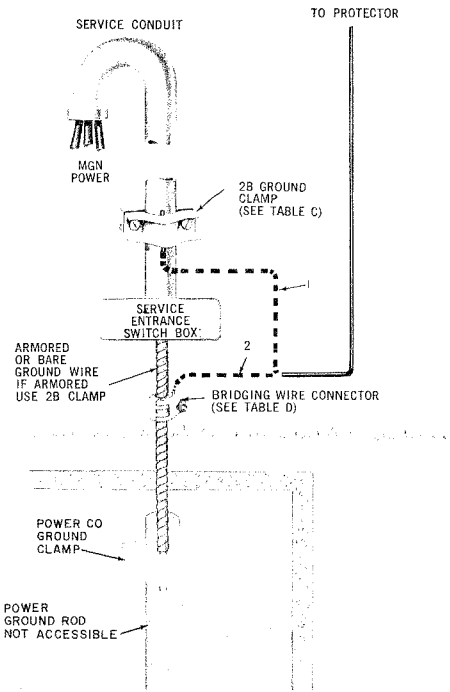 SERVICE CONDUIT
TO PROTECTOR
MGN
POWER
2B GROUND
CLAMP
(SEE TABLE C)
1
SERVICE
ENTRANCE
SWITCH BOX
ARMORED
OR BARE
GROUND WIRE
IF ARMORED
USE 2B CLAMP
2
BRIDGING WIRE CONNECTOR
(SEE TABLE D)
POWER CO
GROUND
CLAMP
POWER
GROUND ROD
NOT ACCESSIBLE